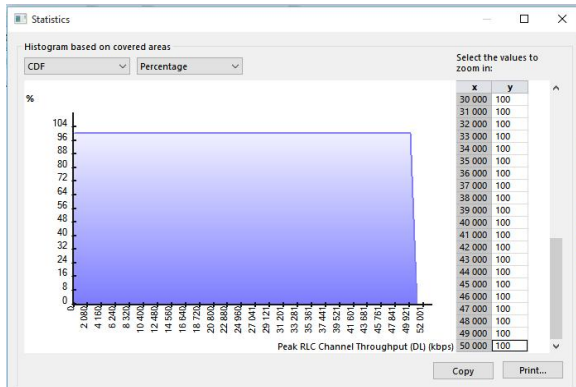 Statistics
Histogram based on covered areas
CDF
Percentage
Select the values to
zoom in:
x y
30 000 100
31 000 100
32 000 100
33 000 100
34 000 100
35 000 100
36 000 100
37 000 100
38 000 100
39 000 100
40 000 100
41 000 100
42 000 100
43 000 100
44 000 100
45 000 100
46 000 100
47 000 100
48 000 100
49 000 100
50 000 100
%
104
96
88
80
72
64
56
48
40
32
24
16
8
0
2 080
4 160
6 240
8 320
10 400
12 480
14 560
16 640
18 720
20 800
22 880
24 960
27 041
29 121
31 201
33 281
35 361
37 441
39 521
41 601
43 681
45 761
47 841
49 921
52 001
Peak RLC Channel Throughput (DL) (kbps)
Copy
Print...